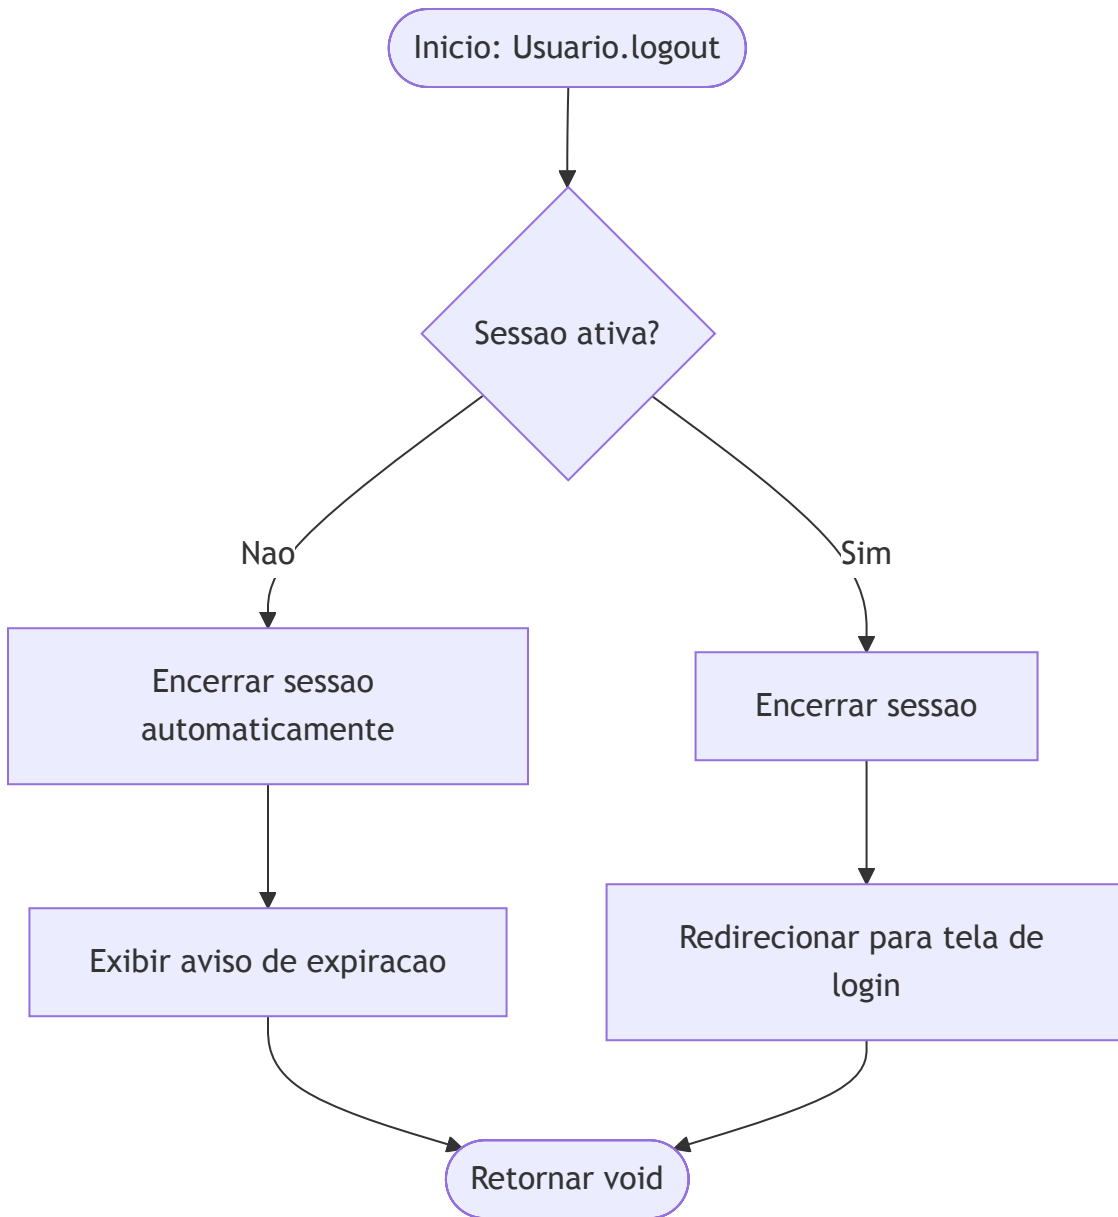 Inicio: Usuario.logout
Sessao ativa?
Nao
Sim
Encerrar sessao
automaticamente
Encerrar sessao
Exibir aviso de expiracao
Redirecionar para tela de
login
Retornar void